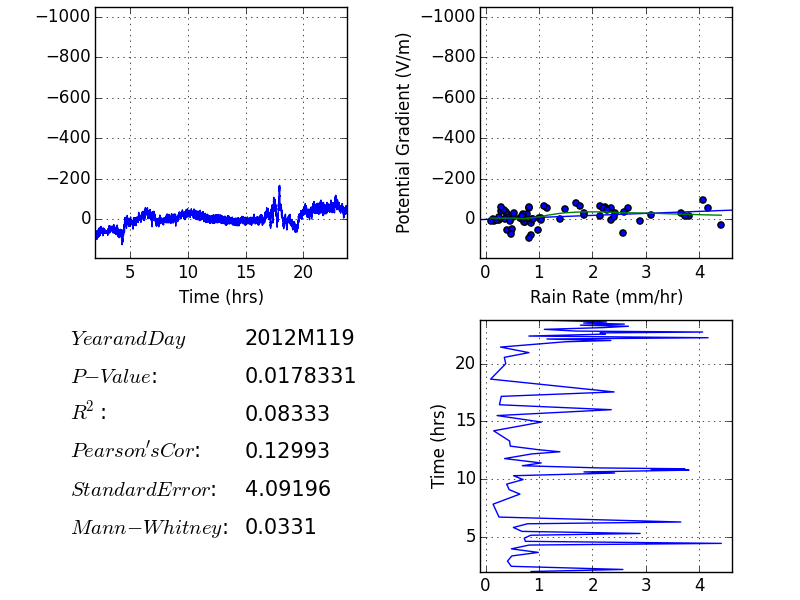 −1000
−800
−600
−400
−200
0
5 10 15 20
Time (hrs)
Potential Gradient (V/m)
−1000
−800
−600
−400
−200
0
0 1 2 3 4
Rain Rate (mm/hr)
YearandDay 2012M119
P−Value: 0.0178331
R²: 0.08333
Pearson'sCor: 0.12993
StandardError: 4.09196
Mann−Whitney: 0.0331
Time (hrs)
20
15
10
5
0 1 2 3 4